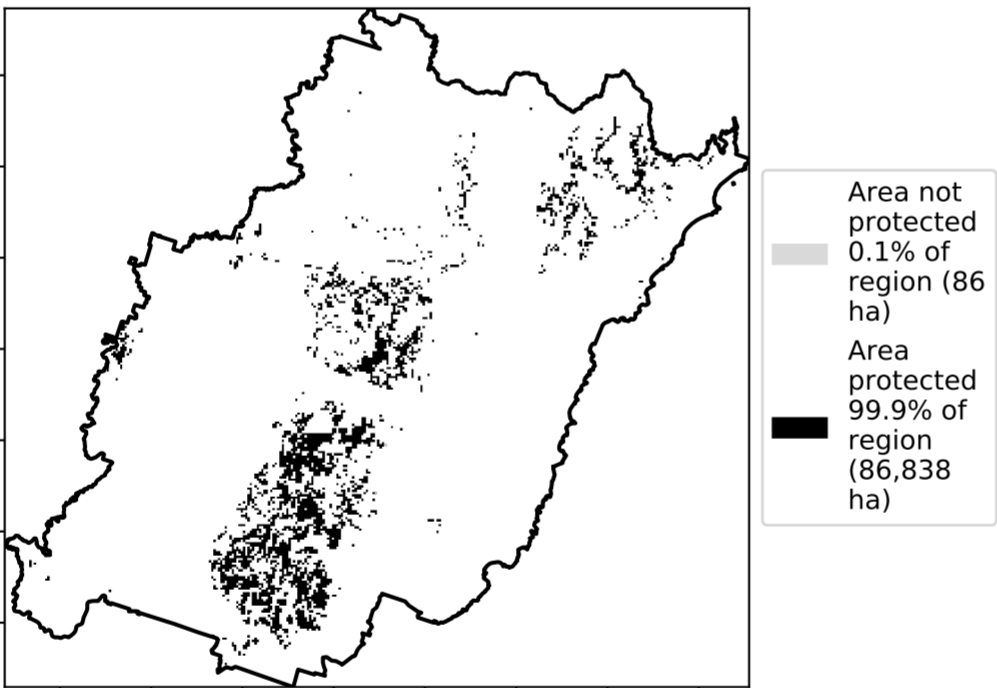 Area not
protected
0.1% of
region (86
ha)
Area
protected
99.9% of
region
(86,838
ha)